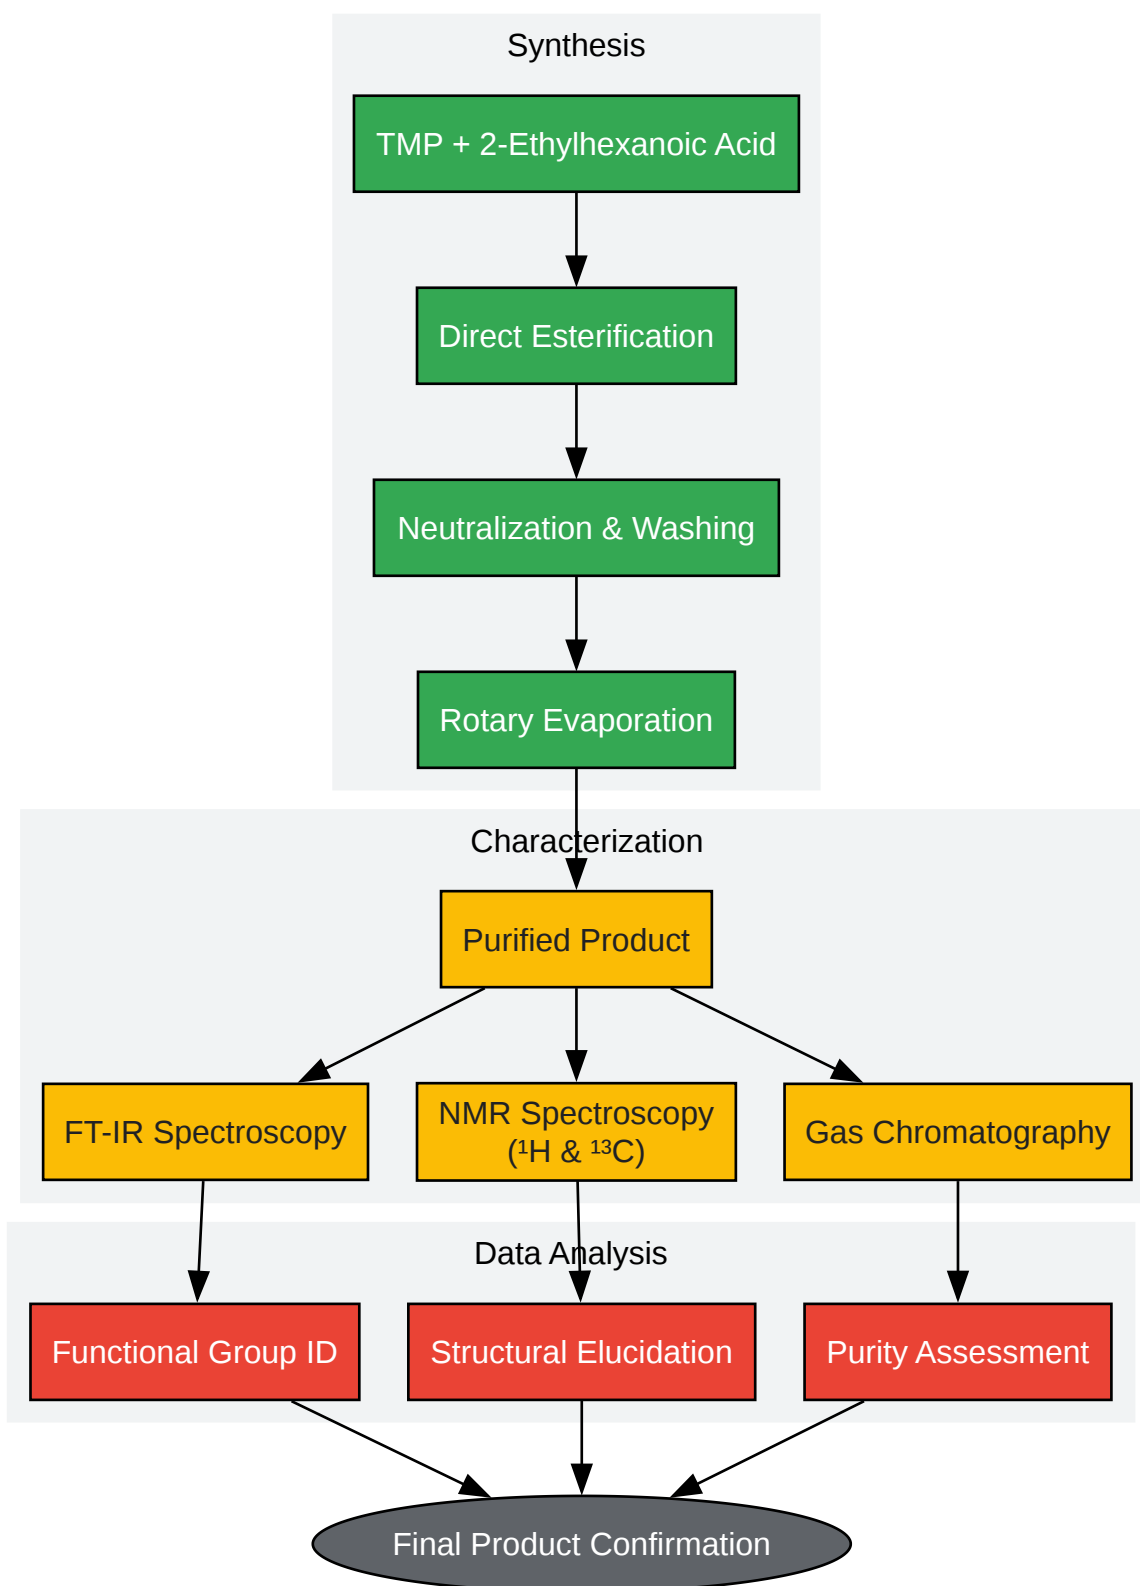 Synthesis
TMP + 2-Ethylhexanoic Acid
Direct Esterification
Neutralization & Washing
Rotary Evaporation
Characterization
Purified Product
FT-IR Spectroscopy
NMR Spectroscopy
(¹H & ¹³C)
Gas Chromatography
Data Analysis
Functional Group ID
Structural Elucidation
Purity Assessment
Final Product Confirmation